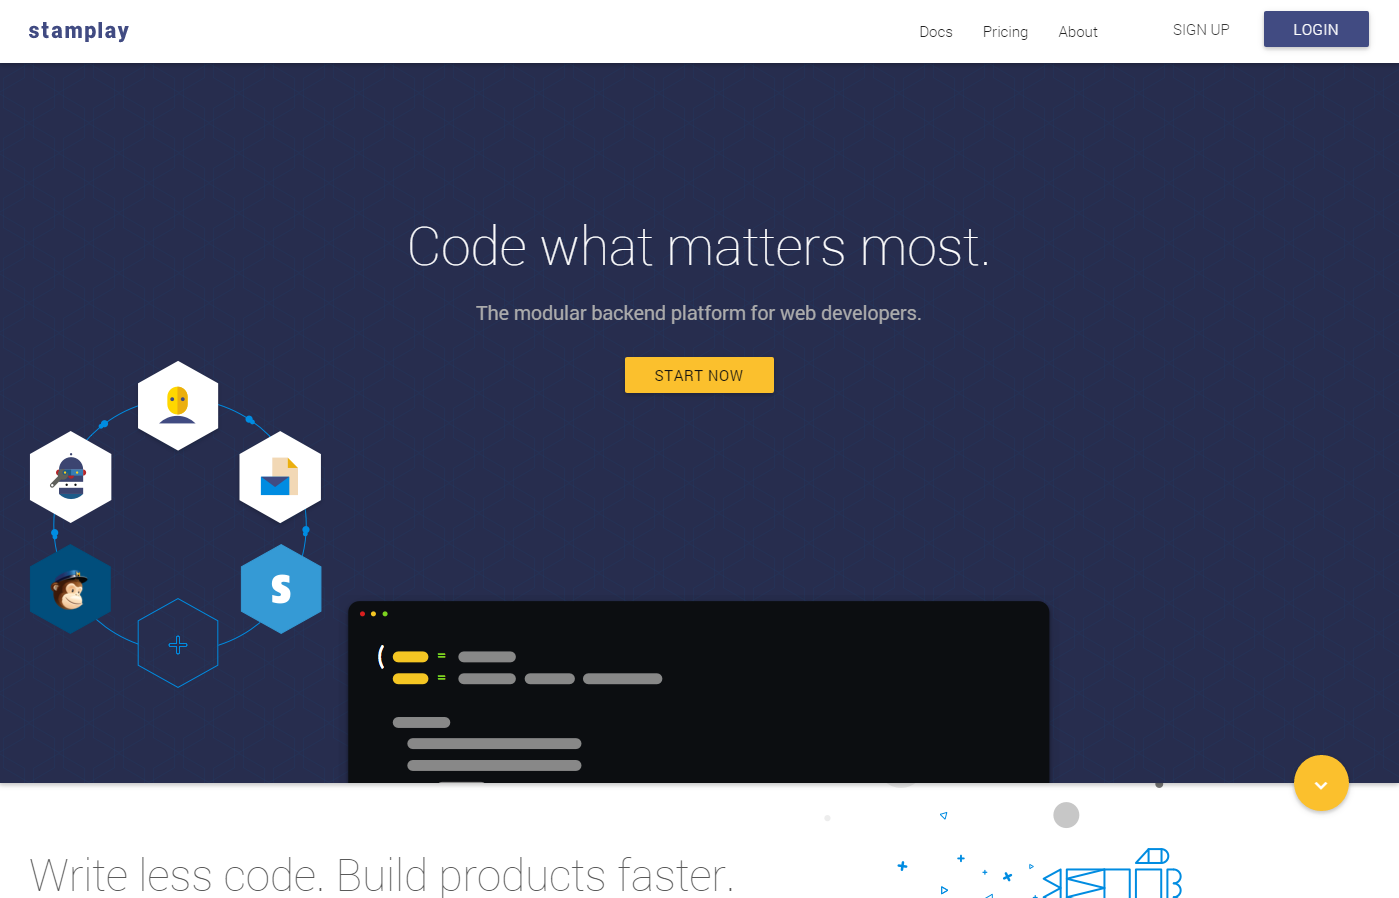 stamplay
Docs Pricing About SIGN UP LOGIN
Code what matters most.
The modular backend platform for web developers.
START NOW
S
( =
=
Write less code. Build products faster.